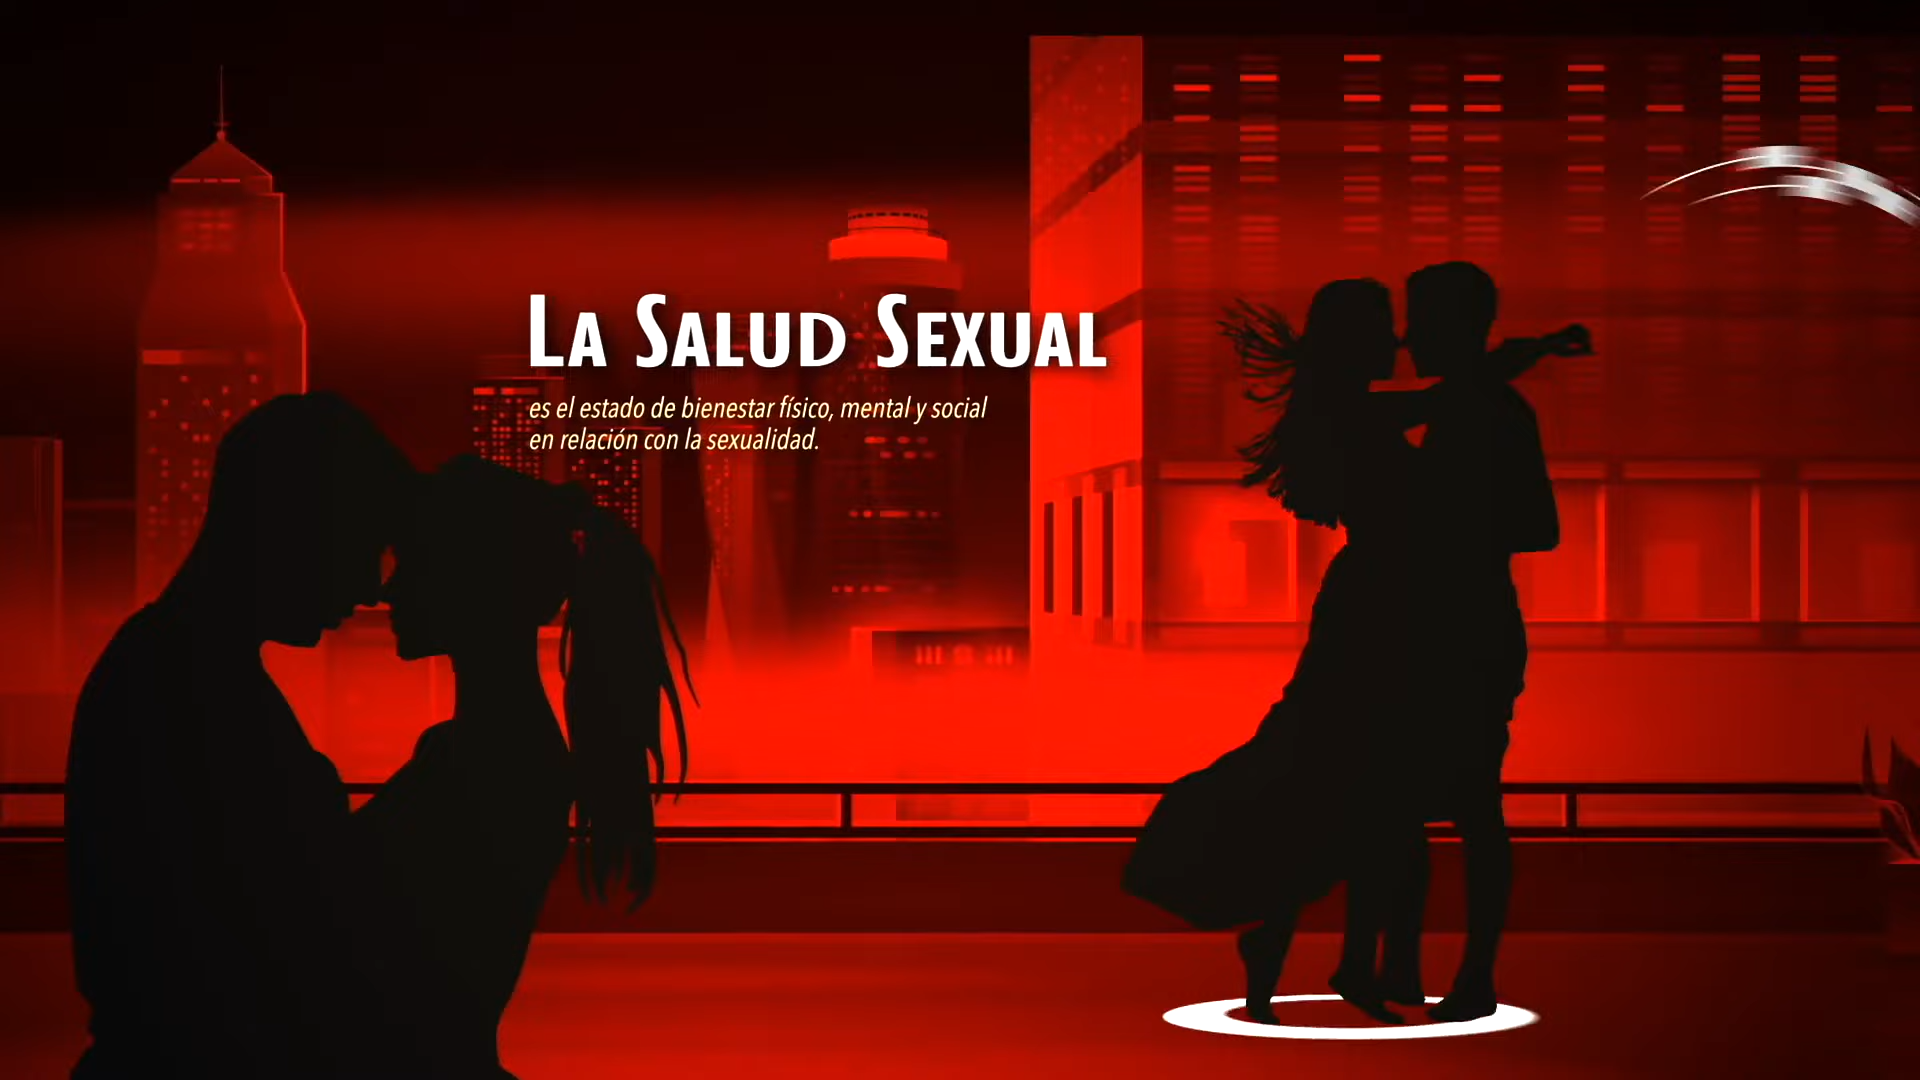 La Salud Sexual
es el estado de bienestar físico, mental y social
en relación con la sexualidad.